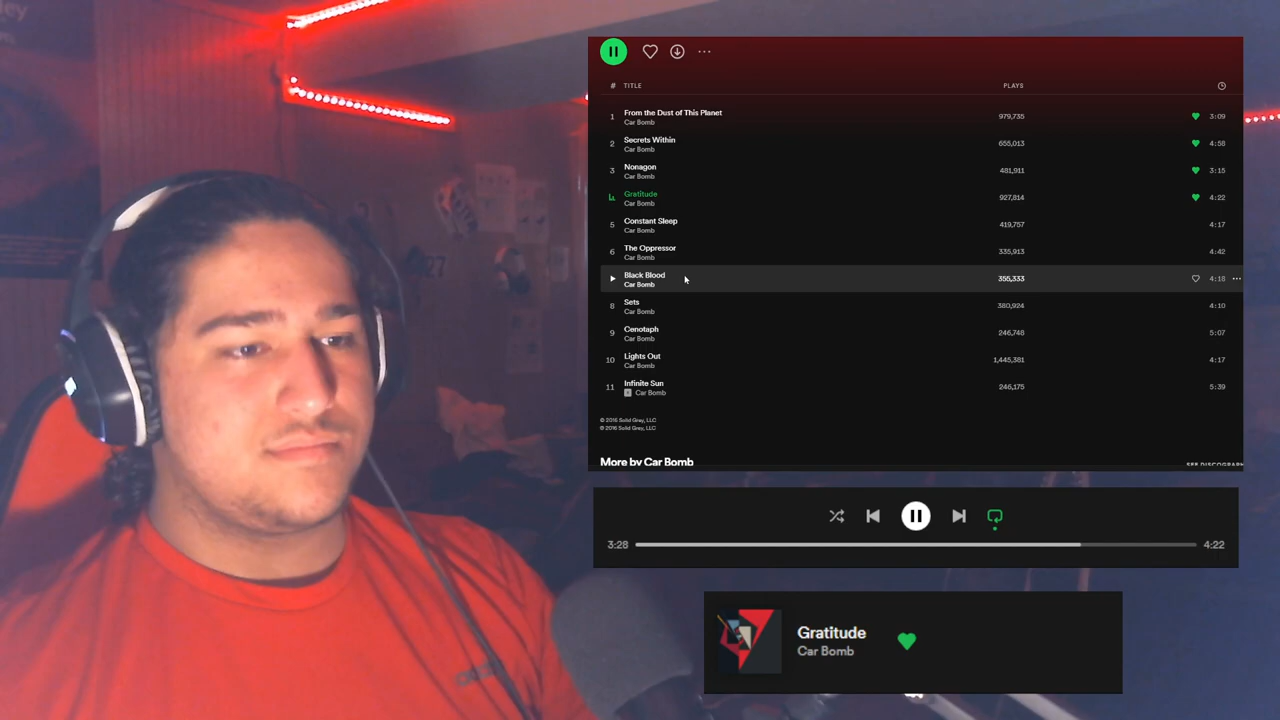 # TITLE PLAYS
1 From the Dust of This Planet 979,735 3:09
Car Bomb
2 Secrets Within 655,013 4:58
Car Bomb
3 Nonagon 481,911 3:15
Car Bomb
Gratitude 927,814 4:22
Car Bomb
5 Constant Sleep 419,757 4:17
Car Bomb
6 The Oppressor 335,913 4:42
Car Bomb
Black Blood 355,333 4:18
Car Bomb
8 Sets 380,924 4:10
Car Bomb
9 Cenotaph 246,748 5:07
Car Bomb
10 Lights Out 1,445,381 4:17
Car Bomb
11 Infinite Sun 246,175 5:39
E Car Bomb
© 2016 Solid Grey, LLC
℗ 2016 Solid Grey, LLC
More by Car Bomb
3:28 4:22
Gratitude
Car Bomb
27